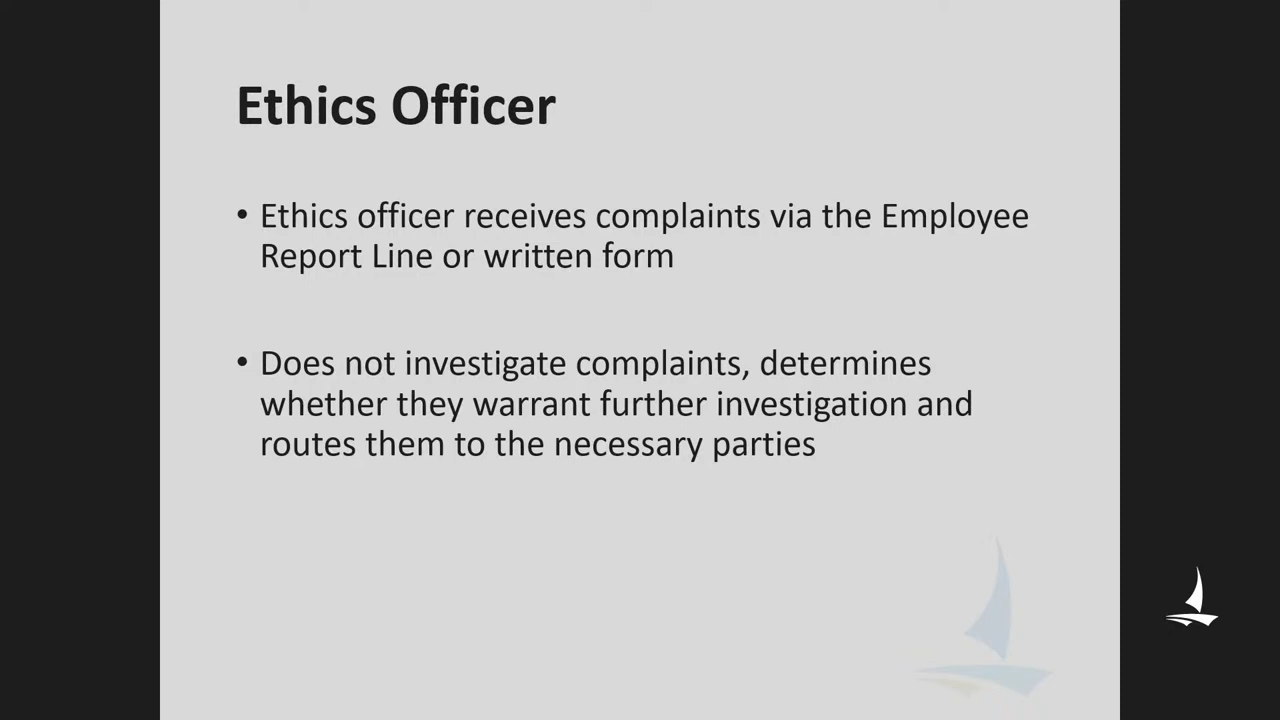 Ethics Officer
• Ethics officer receives complaints via the Employee
Report Line or written form
• Does not investigate complaints, determines
whether they warrant further investigation and
routes them to the necessary parties